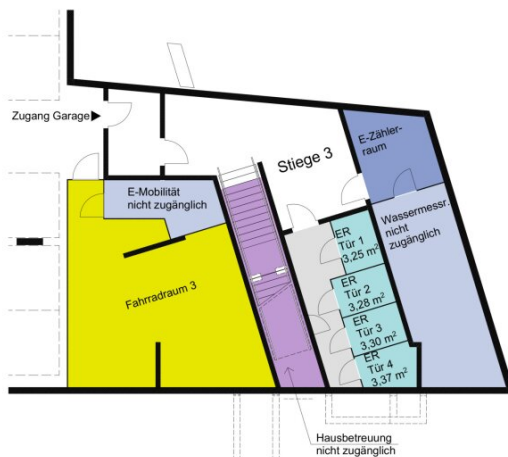 Zugang Garage
E-Mobilität
nicht zugänglich
Fahrradraum 3
Stiege 3
E-Zähler-
raum
Wassermessr.
nicht
zugänglich
ER
Tür 1
3,25 m²
ER
Tür 2
3,28 m²
ER
Tür 3
3,30 m²
ER
Tür 4
3,37 m²
Hausbetreuung
nicht zugänglich